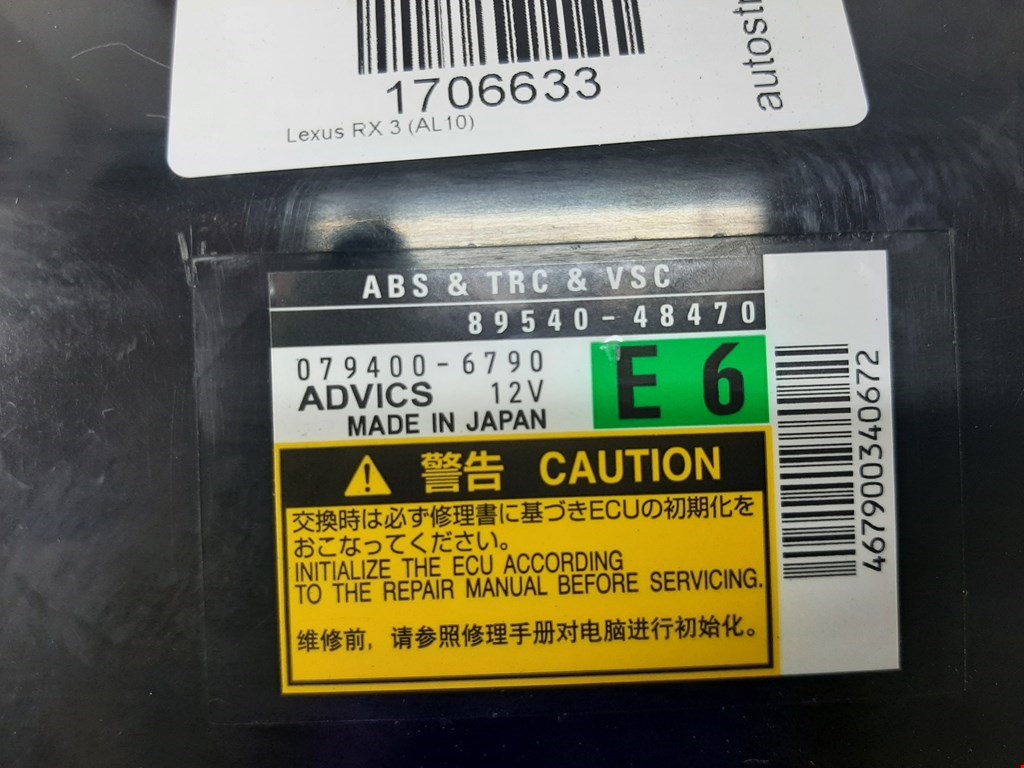 1706633
Lexus RX 3 (AL10)
ABS & TRC & VSC
89540-48470
079400-6790
ADVICS 12V
MADE IN JAPAN
E 6
467900340672
警告 CAUTION
交換時は必ず修理書に基づきECUの初期化を
おこなってください。
INITIALIZE THE ECU ACCORDING
TO THE REPAIR MANUAL BEFORE SERVICING.
维修前，请参照修理手册对电脑进行初始化。